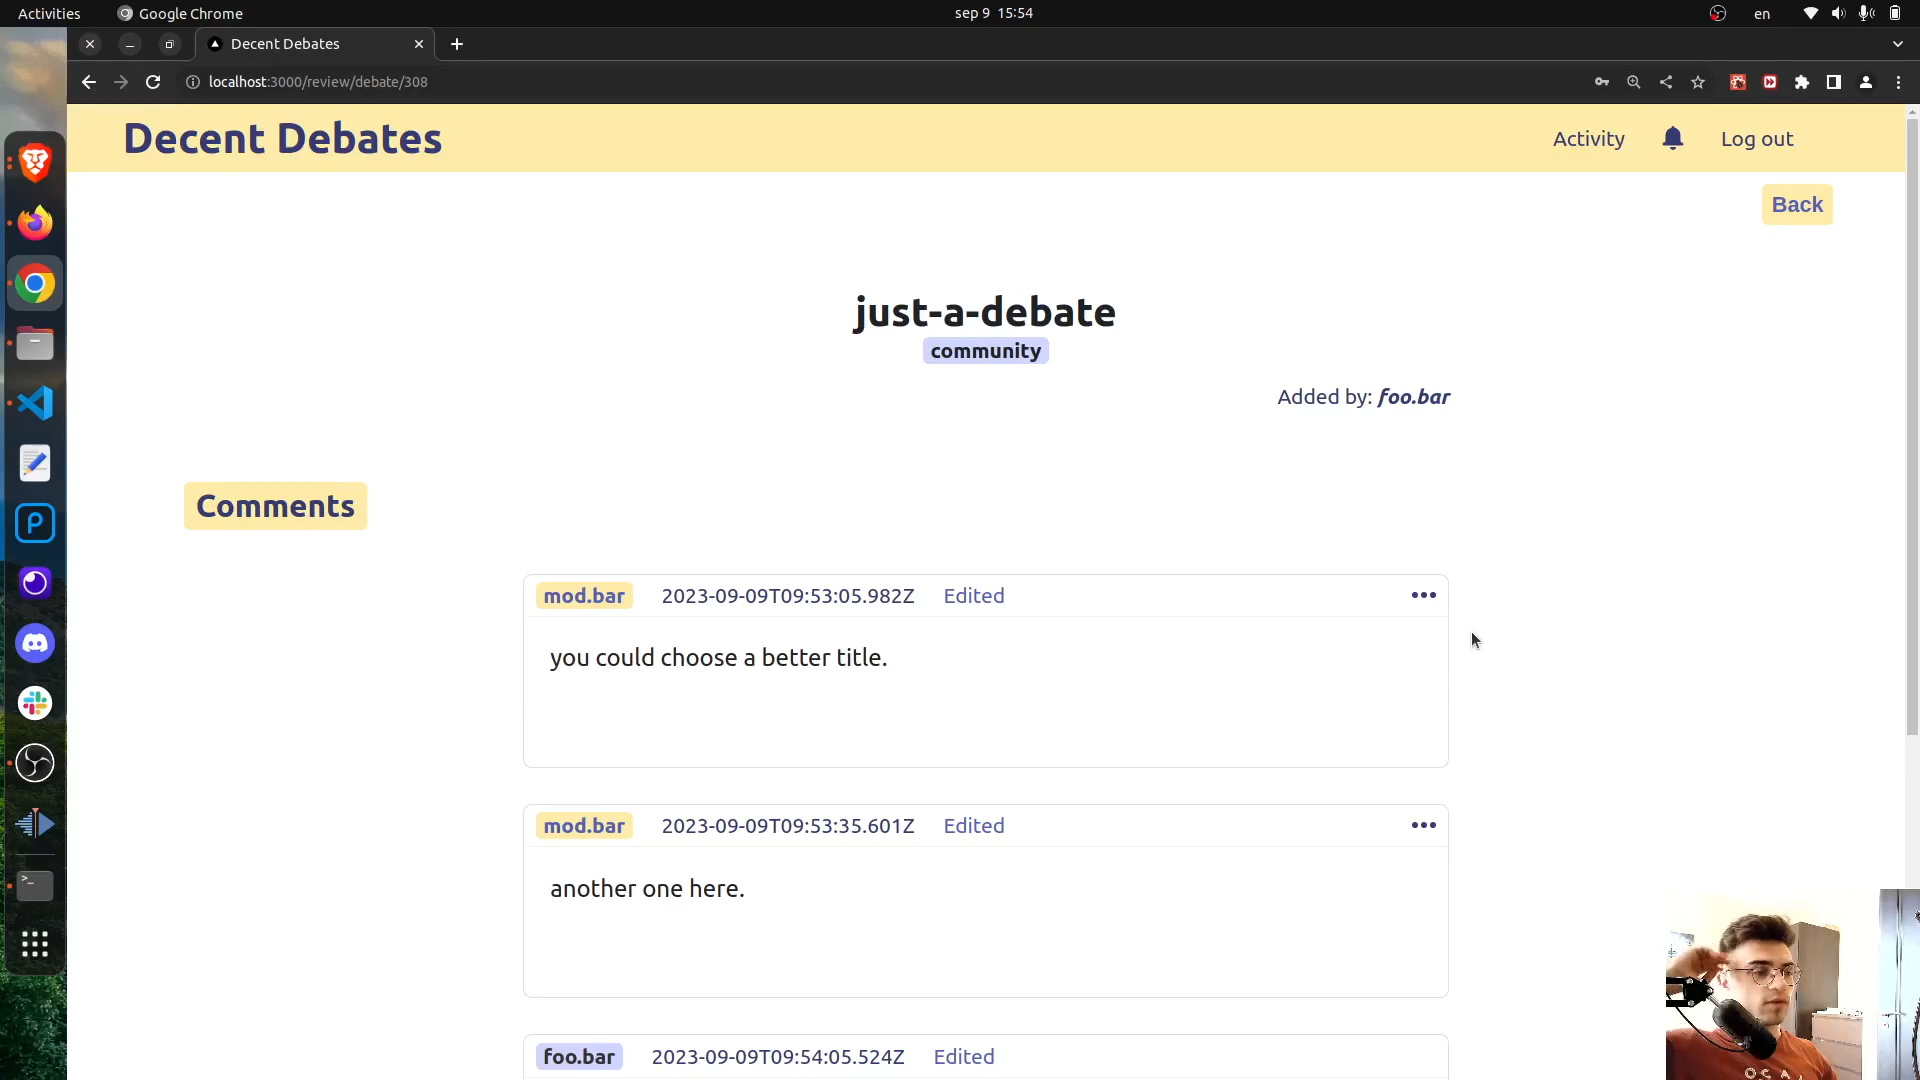 Activities
Google Chrome
sep 9 15:54
en
Decent Debates
localhost:3000/review/debate/308
Decent Debates
Activity
Log out
Back
just-a-debate
community
Added by: foo.bar
Comments
mod.bar 2023-09-09T09:53:05.982Z Edited
you could choose a better title.
mod.bar 2023-09-09T09:53:35.601Z Edited
another one here.
foo.bar 2023-09-09T09:54:05.524Z Edited